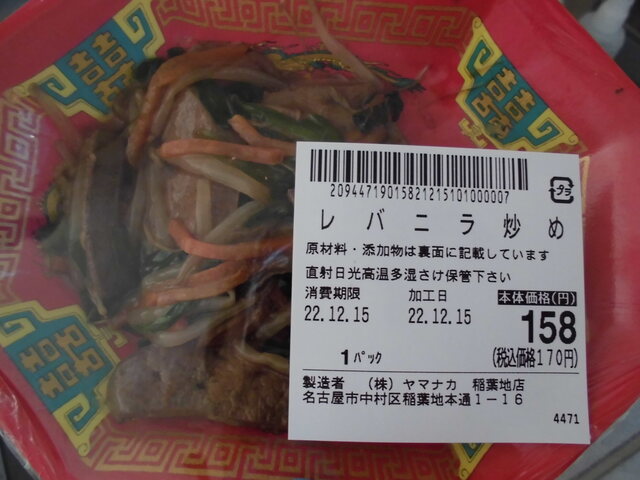 20944719015821215101000007
プラ
レバニラ炒め
原材料・添加物は裏面に記載しています
直射日光高温多湿さけ保管下さい
消費期限 加工日 本体価格(円)
22.12.15 22.12.15 158
1パック (税込価格170円)
製造者 (株)ヤマナカ 稲葉地店
名古屋市中村区稲葉地本通1-16
4471